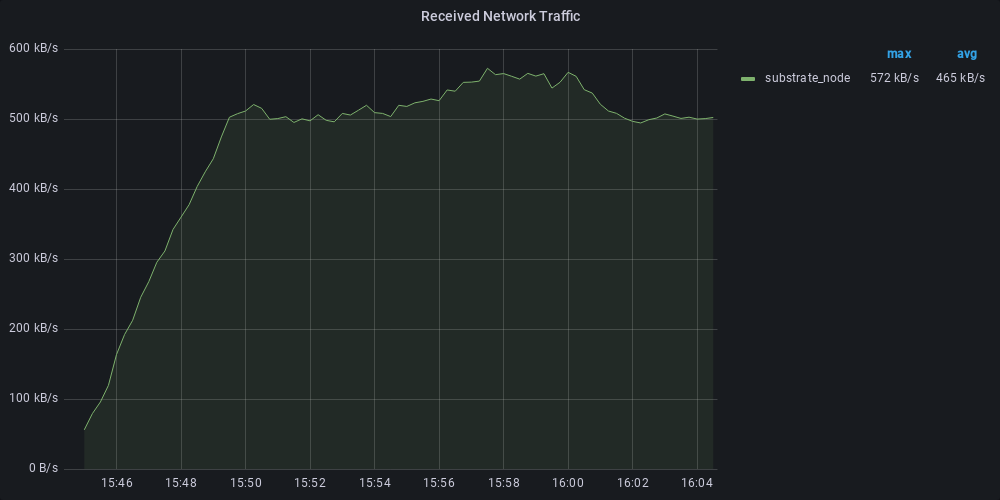 Received Network Traffic
600 kB/s
500 kB/s
400 kB/s
300 kB/s
200 kB/s
100 kB/s
0 B/s
15:46 15:48 15:50 15:52 15:54 15:56 15:58 16:00 16:02 16:04
max avg
substrate_node 572 kB/s 465 kB/s